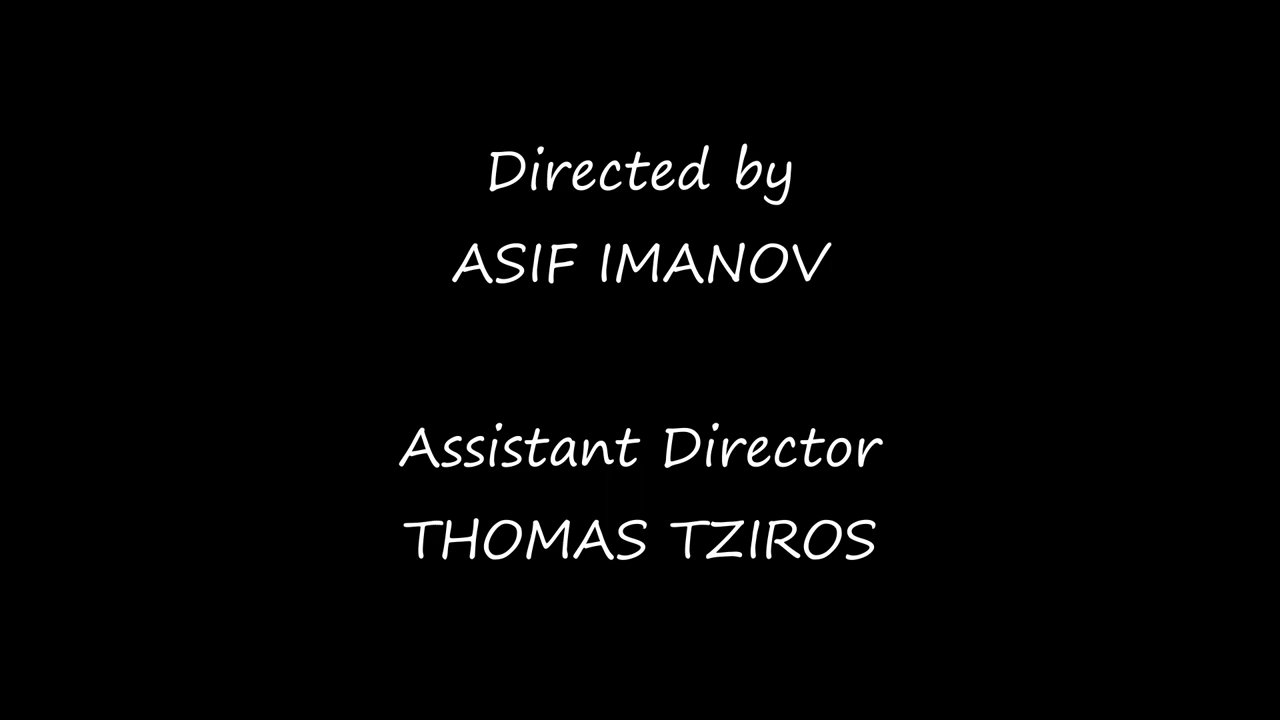 Directed by
ASIF IMANOV
Assistant Director
THOMAS TZIROS